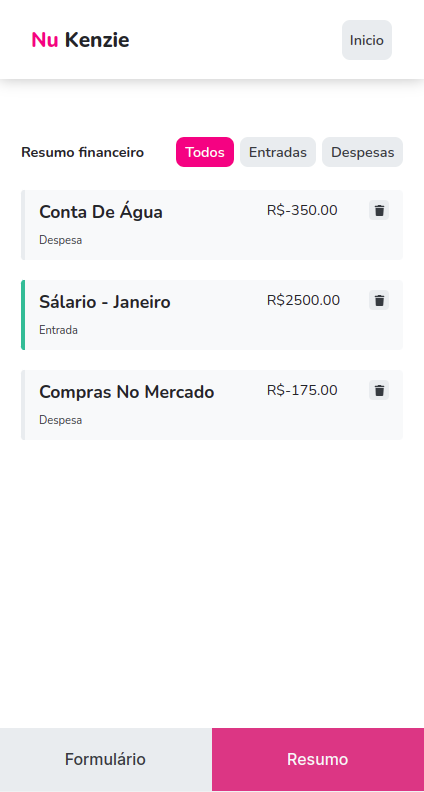 Nu Kenzie
Inicio
Resumo financeiro
Todos
Entradas
Despesas
Conta De Água
R$-350.00
Despesa
Sálario - Janeiro
R$2500.00
Entrada
Compras No Mercado
R$-175.00
Despesa
Formulário
Resumo